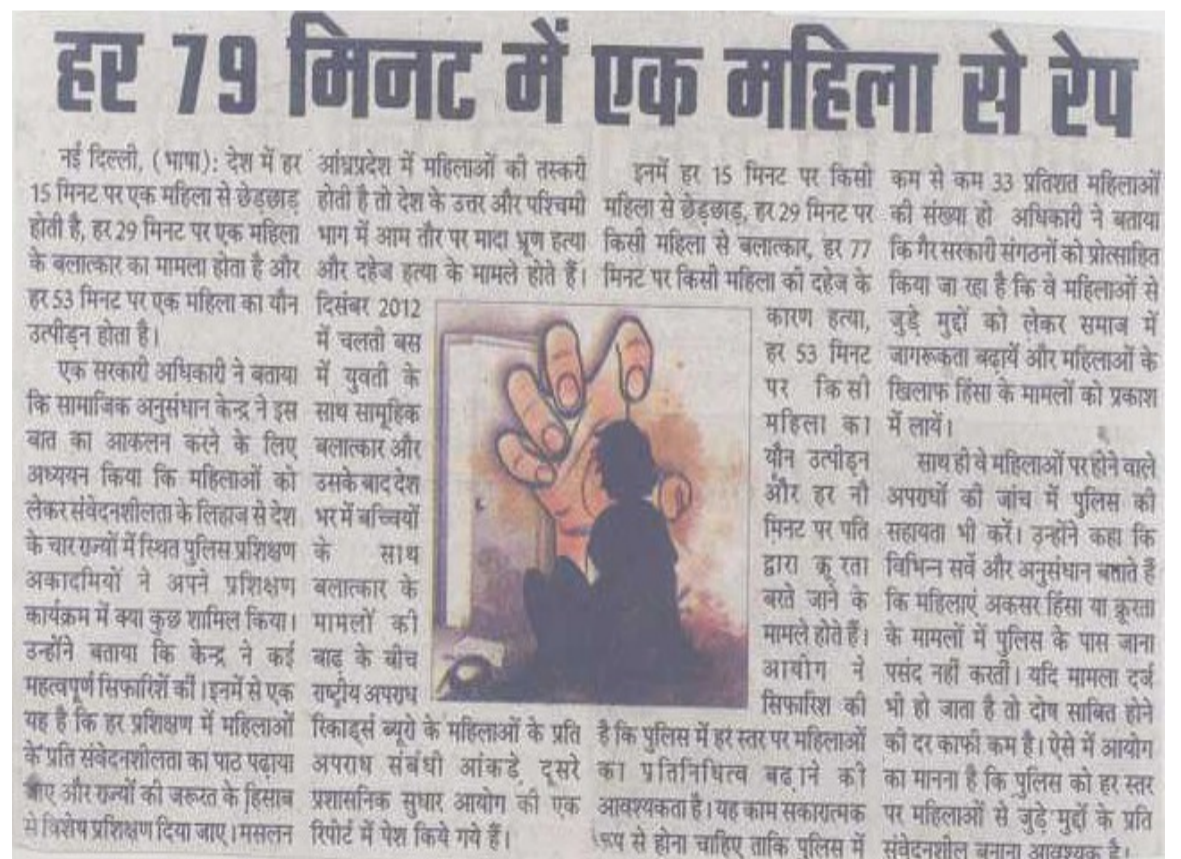 हर 79 मिनट में एक महिला से रेप
नई दिल्ली, (भाषा): देश में हर
15 मिनट पर एक महिला से छेड़छाड़
होती है, हर 29 मिनट पर एक महिला
के बलात्कार का मामला होता है और
हर 53 मिनट पर एक महिला का यौन
उत्पीड़न होता है।
एक सरकारी अधिकारी ने बताया
कि सामाजिक अनुसंधान केन्द्र ने इस
बात का आकलन करने के लिए
अध्ययन किया कि महिलाओं को
लेकर संवेदनशीलता के लिहाज से देश
के चार राज्यों में स्थित पुलिस प्रशिक्षण
अकादमियों ने अपने प्रशिक्षण
कार्यक्रम में क्या कुछ शामिल किया।
उन्होंने बताया कि केन्द्र ने कई
महत्वपूर्ण सिफारिशें कीं। इनमें से एक
यह है कि हर प्रशिक्षण में महिलाओं
के प्रति संवेदनशीलता का पाठ पढ़ाया
जाए और राज्यों की जरूरत के हिसाब
से विशेष प्रशिक्षण दिया जाए। मसलन
आंध्रप्रदेश में महिलाओं की तस्करी
होती है तो देश के उत्तर और पश्चिमी
भाग में आम तौर पर मादा भ्रूण हत्या
और दहेज हत्या के मामले होते हैं।
दिसंबर 2012
में चलती बस
में युवती के
साथ सामूहिक
बलात्कार और
उसके बाद देश
भर में बच्चियों
के साथ
बलात्कार के
मामलों की
बाढ़ के बीच
राष्ट्रीय अपराध
रिकार्ड्स ब्यूरो के महिलाओं के प्रति
अपराध संबंधी आंकड़े दूसरे
प्रशासनिक सुधार आयोग की एक
रिपोर्ट में पेश किये गये हैं।
इनमें हर 15 मिनट पर किसी
महिला से छेड़छाड़, हर 29 मिनट पर
किसी महिला से बलात्कार, हर 77
मिनट पर किसी महिला को दहेज के
कारण हत्या,
हर 53 मिनट
पर किसी
महिला का
यौन उत्पीड़न
और हर नौ
मिनट पर पति
द्वारा क्रूरता
बरते जाने के
मामले होते हैं।
आयोग ने
सिफारिश की
है कि पुलिस में हर स्तर पर महिलाओं
का प्रतिनिधित्व बढ़ाने की
आवश्यकता है। यह काम सकारात्मक
रूप से होना चाहिए ताकि पुलिस में
कम से कम 33 प्रतिशत महिलाओं
की संख्या हो अधिकारी ने बताया
कि गैर सरकारी संगठनों को प्रोत्साहित
किया जा रहा है कि वे महिलाओं से
जुड़े मुद्दों को लेकर समाज में
जागरूकता बढ़ायें और महिलाओं के
खिलाफ हिंसा के मामलों को प्रकाश
में लायें।
साथ ही वे महिलाओं पर होने वाले
अपराधों की जांच में पुलिस की
सहायता भी करें। उन्होंने कहा कि
विभिन्न सर्वे और अनुसंधान बताते हैं
कि महिलाएं अकसर हिंसा या क्रूरता
के मामलों में पुलिस के पास जाना
पसंद नहीं करतीं। यदि मामला दर्ज
भी हो जाता है तो दोष साबित होने
की दर काफी कम है। ऐसे में आयोग
का मानना है कि पुलिस को हर स्तर
पर महिलाओं से जुड़े मुद्दों के प्रति
संवेदनशील बनाना आवश्यक है।